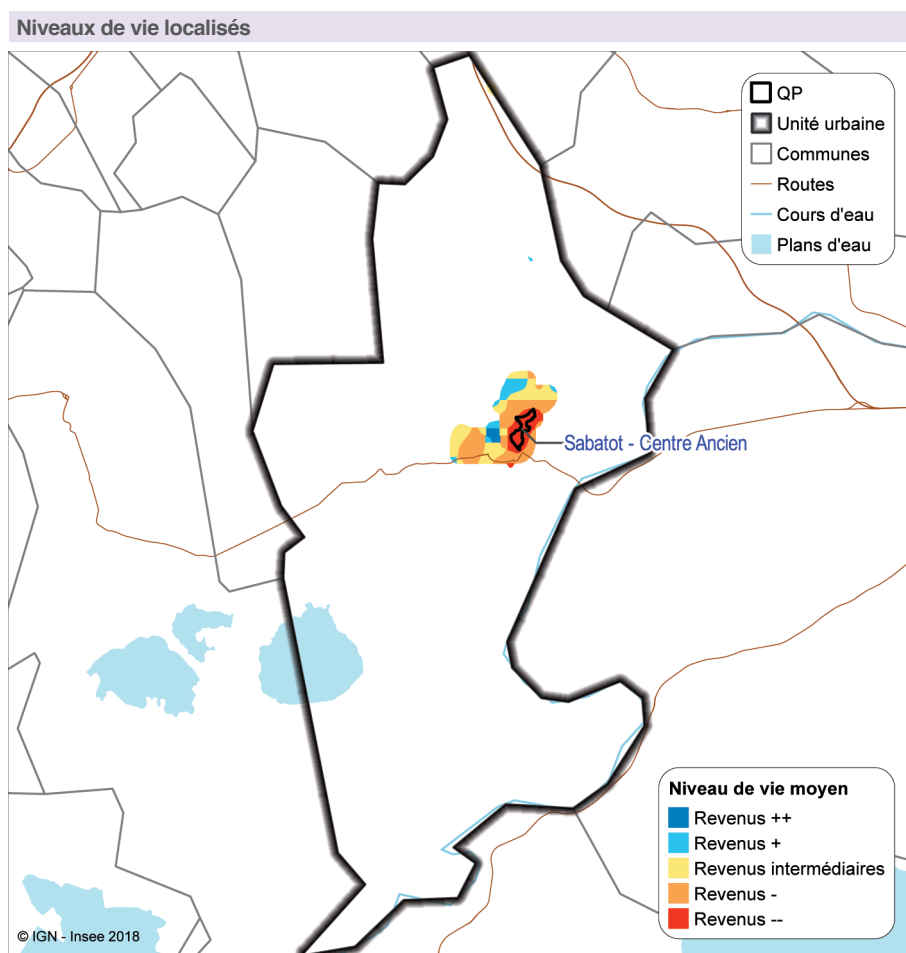 Niveaux de vie localisés
QP
Unité urbaine
Communes
Routes
Cours d'eau
Plans d'eau
Sabatot - Centre Ancien
Niveau de vie moyen
Revenus ++
Revenus +
Revenus intermédiaires
Revenus -
Revenus --
© IGN - Insee 2018